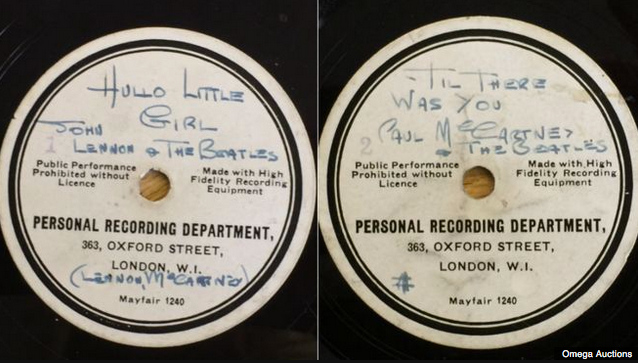 HULLO LITTLE
GIRL
JOHN
1 LENNON & THE BEATLES
Public Performance
Prohibited without
Licence
Made with High
Fidelity Recording
Equipment
PERSONAL RECORDING DEPARTMENT,
363, OXFORD STREET,
LONDON, W.I.
(LENNON McCARTNEY)
Mayfair 1240
'TIL THERE
WAS YOU
2 PAUL McCARTNEY
& THE BEATLES
Public Performance
Prohibited without
Licence
Made with High
Fidelity Recording
Equipment
PERSONAL RECORDING DEPARTMENT,
363, OXFORD STREET,
LONDON, W.I.
Mayfair 1240
Omega Auctions